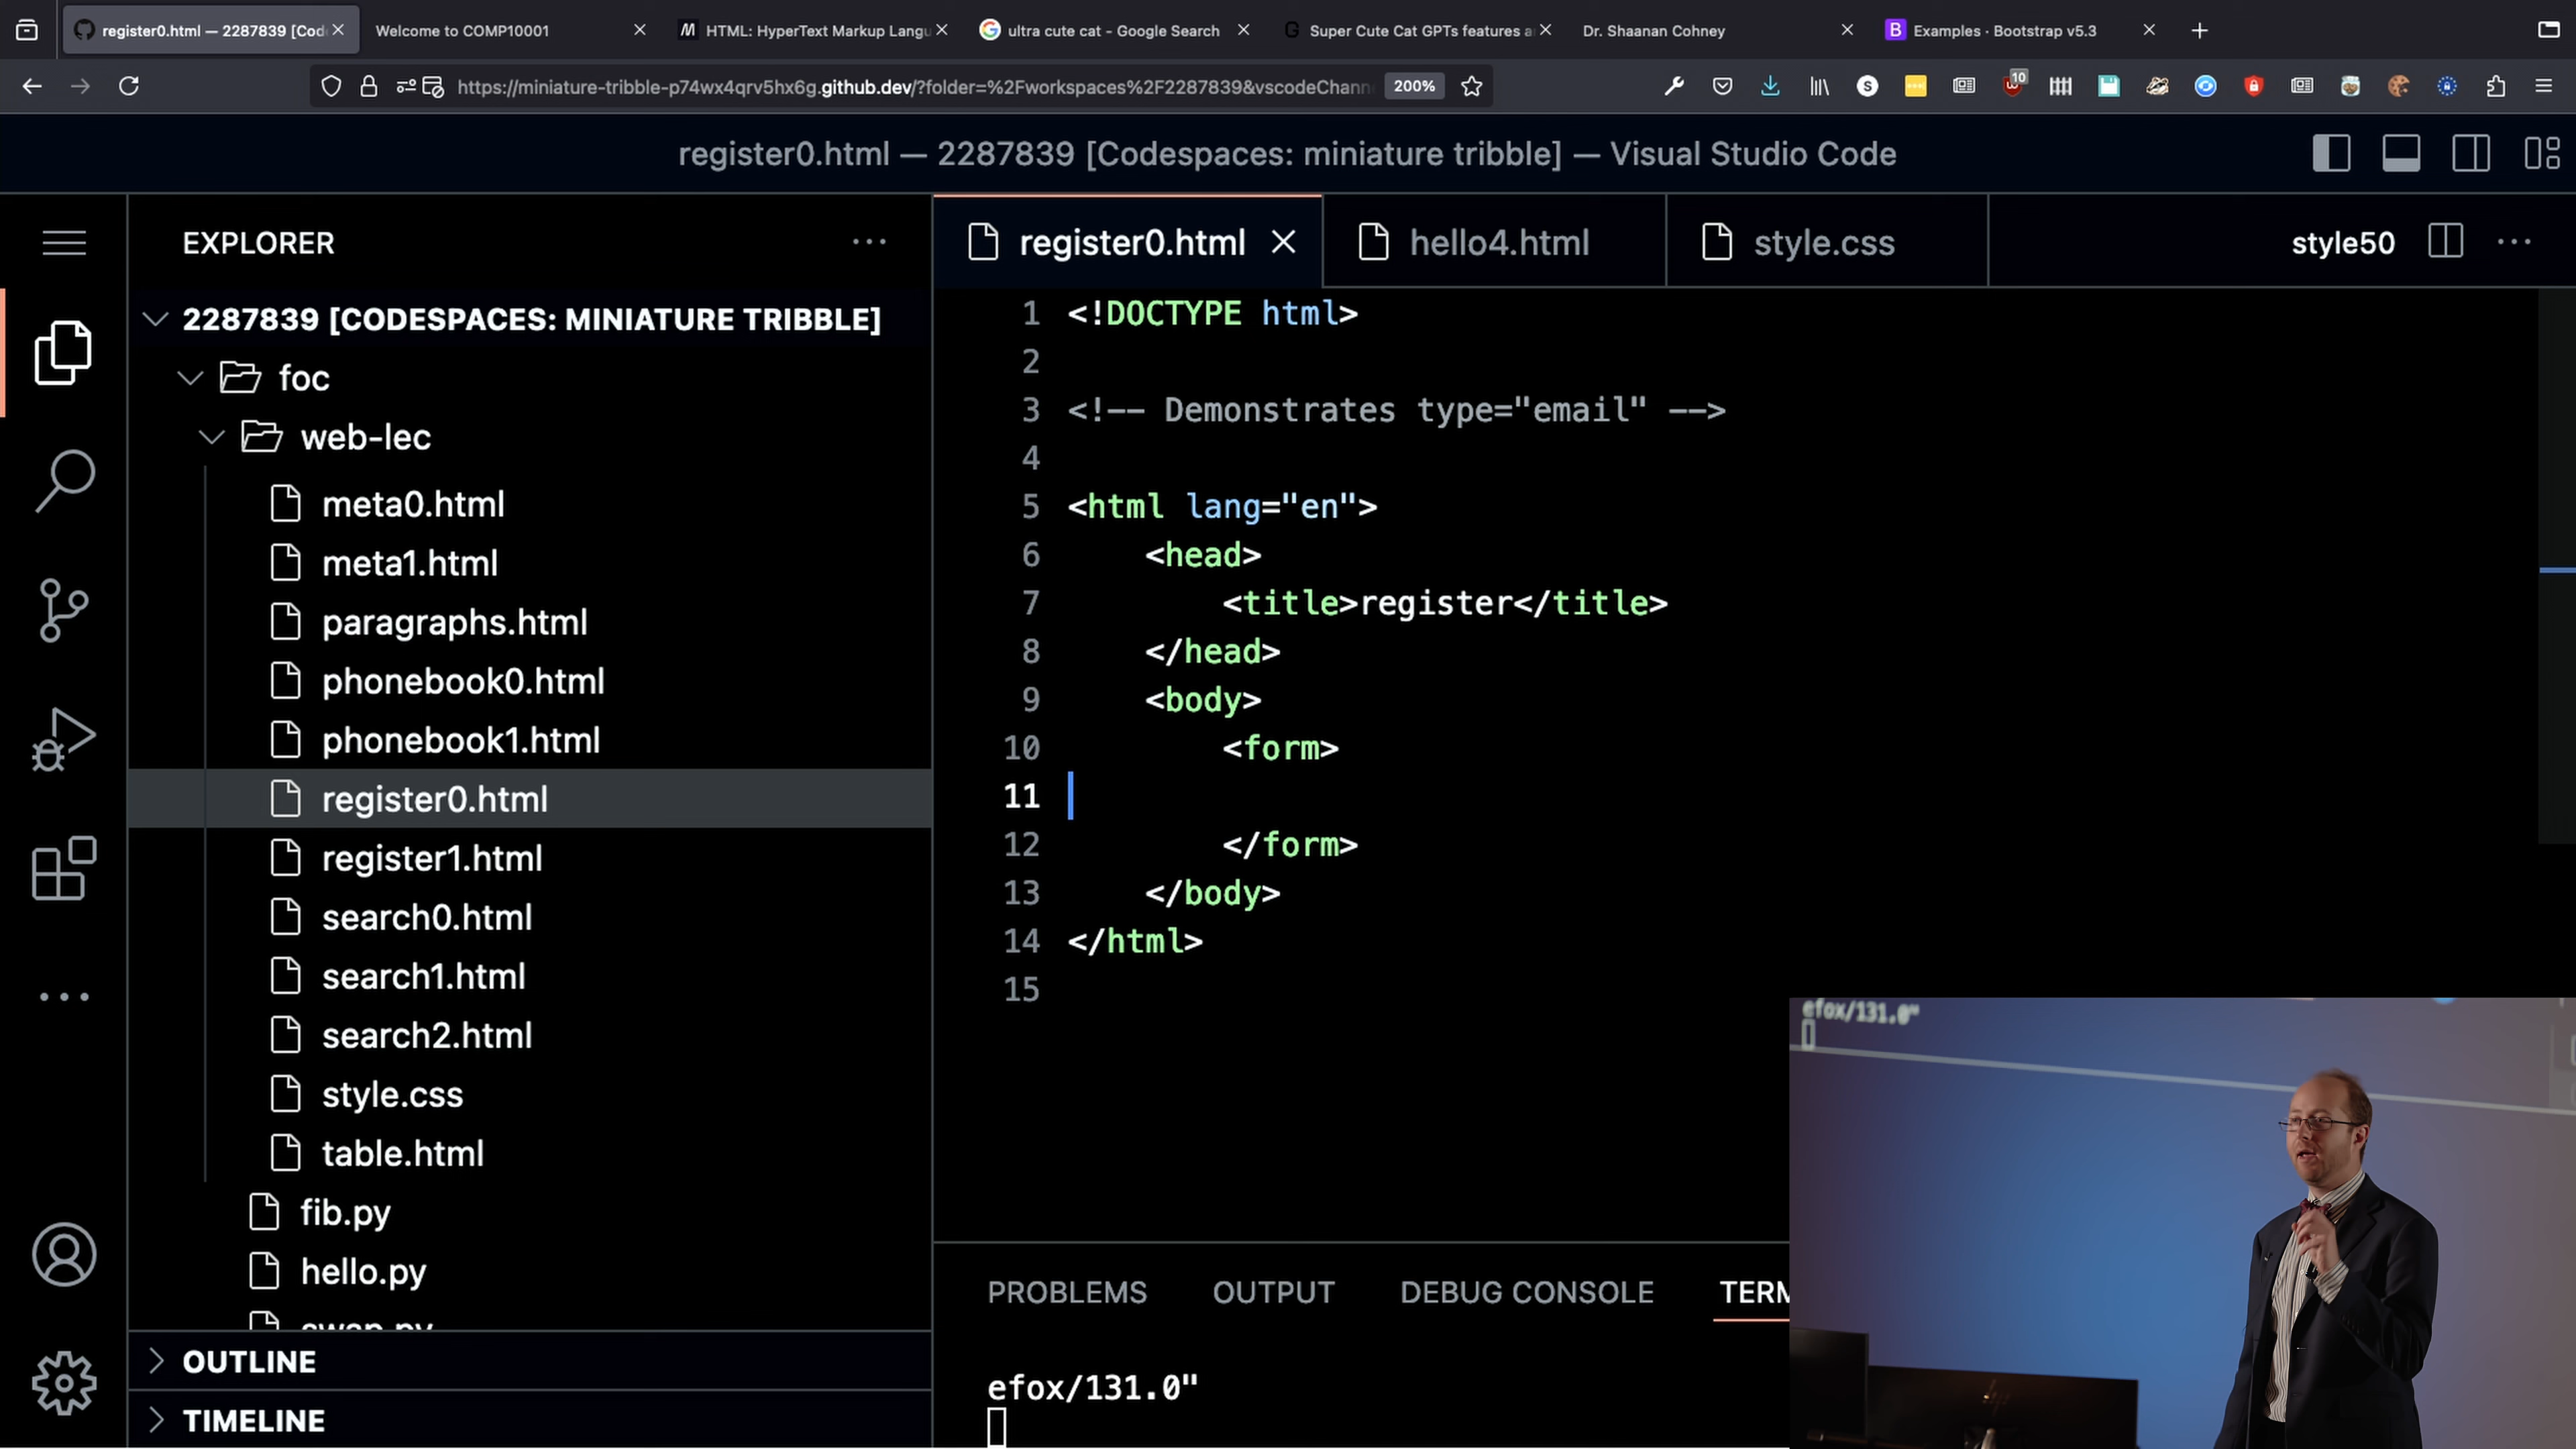 register0.html — 2287839 [Cod
Welcome to COMP10001
HTML: HyperText Markup Langu
ultra cute cat - Google Search
Super Cute Cat GPTs features a
Dr. Shaanan Cohney
Examples · Bootstrap v5.3
https://miniature-tribble-p74wx4qrv5hx6g.github.dev/?folder=%2Fworkspaces%2F2287839&vscodeChann
200%
10
register0.html — 2287839 [Codespaces: miniature tribble] — Visual Studio Code
EXPLORER
2287839 [CODESPACES: MINIATURE TRIBBLE]
foc
web-lec
meta0.html
meta1.html
paragraphs.html
phonebook0.html
phonebook1.html
register0.html
register1.html
search0.html
search1.html
search2.html
style.css
table.html
fib.py
hello.py
swap.py
OUTLINE
TIMELINE
register0.html
hello4.html
style.css
style50
1 <!DOCTYPE html>
2
3 <!-- Demonstrates type="email" -->
4
5 <html lang="en">
6 <head>
7 <title>register</title>
8 </head>
9 <body>
10 <form>
11
12 </form>
13 </body>
14 </html>
15
PROBLEMS
OUTPUT
DEBUG CONSOLE
TERM
efox/131.0"
efox/131.0"